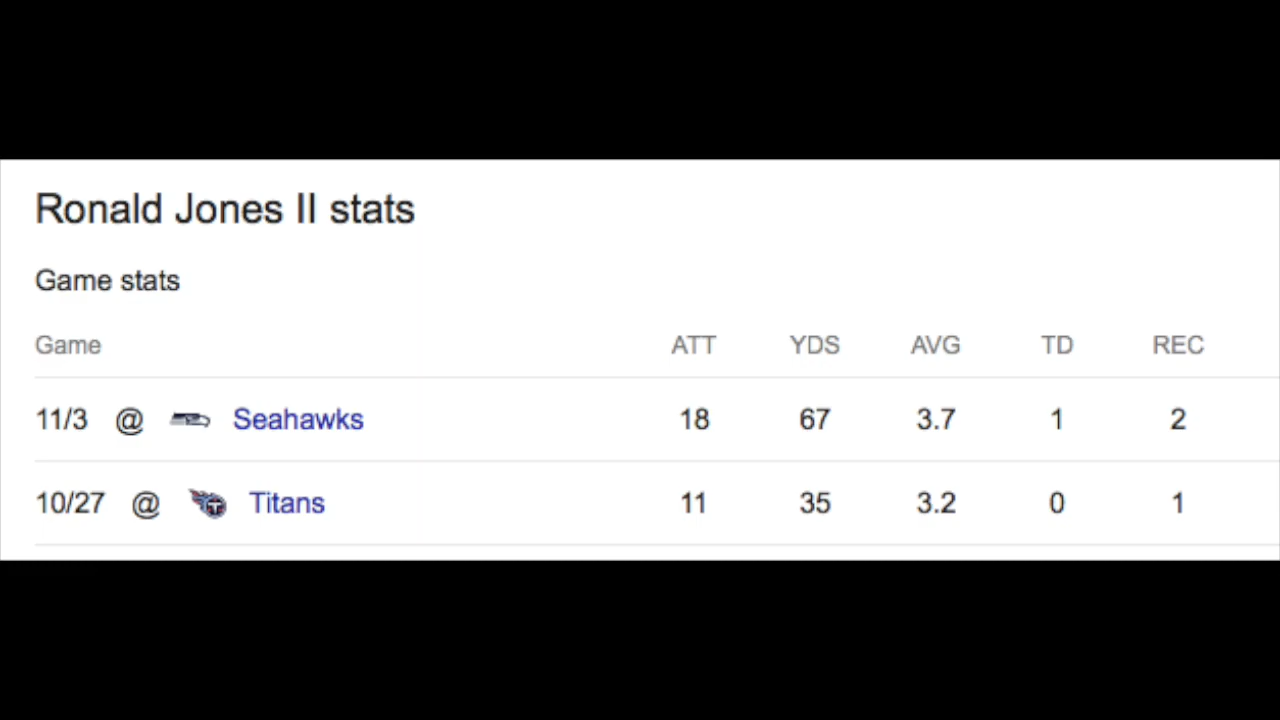 Ronald Jones II stats
Game stats
Game ATT YDS AVG TD REC
11/3 @ Seahawks 18 67 3.7 1 2
10/27 @ Titans 11 35 3.2 0 1